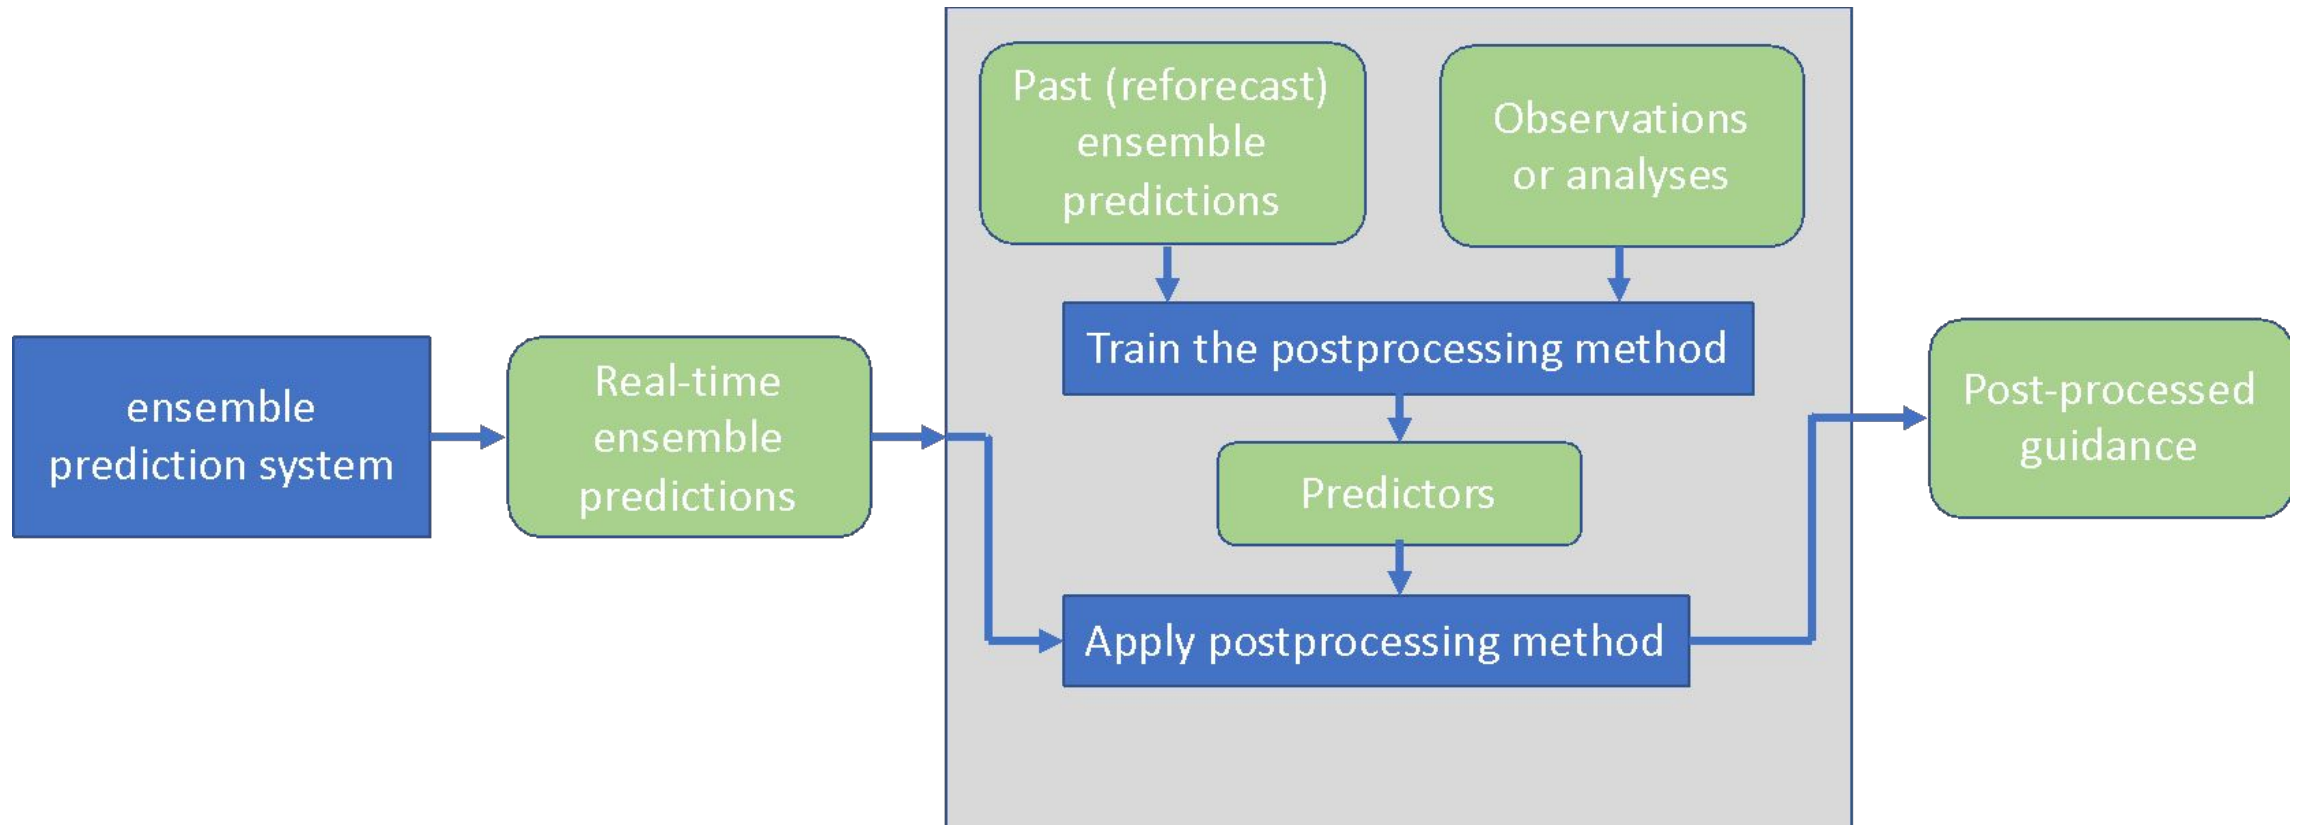 ensemble
prediction system
Real-time
ensemble
predictions
Past (reforecast)
ensemble
predictions
Observations
or analyses
Train the postprocessing method
Predictors
Apply postprocessing method
Post-processed
guidance